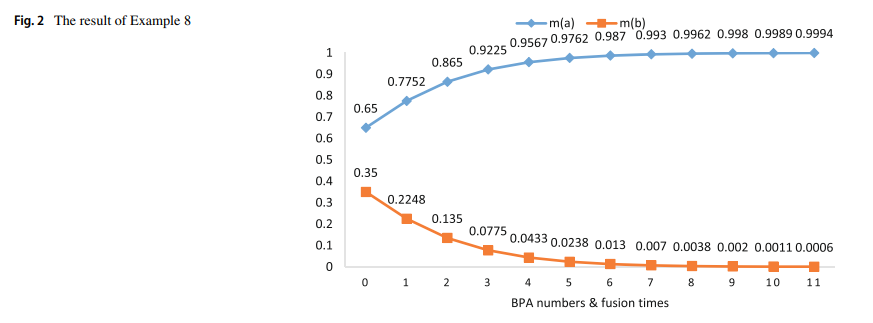 Fig. 2 The result of Example 8
m(a) m(b)
0.65 0.7752 0.865 0.9225 0.9567 0.9762 0.987 0.993 0.9962 0.998 0.9989 0.9994
1
0.9
0.8
0.7
0.6
0.5
0.4
0.3
0.2
0.1
0
0.35 0.2248 0.135 0.0775 0.0433 0.0238 0.013 0.007 0.0038 0.002 0.0011 0.0006
0 1 2 3 4 5 6 7 8 9 10 11
BPA numbers & fusion times